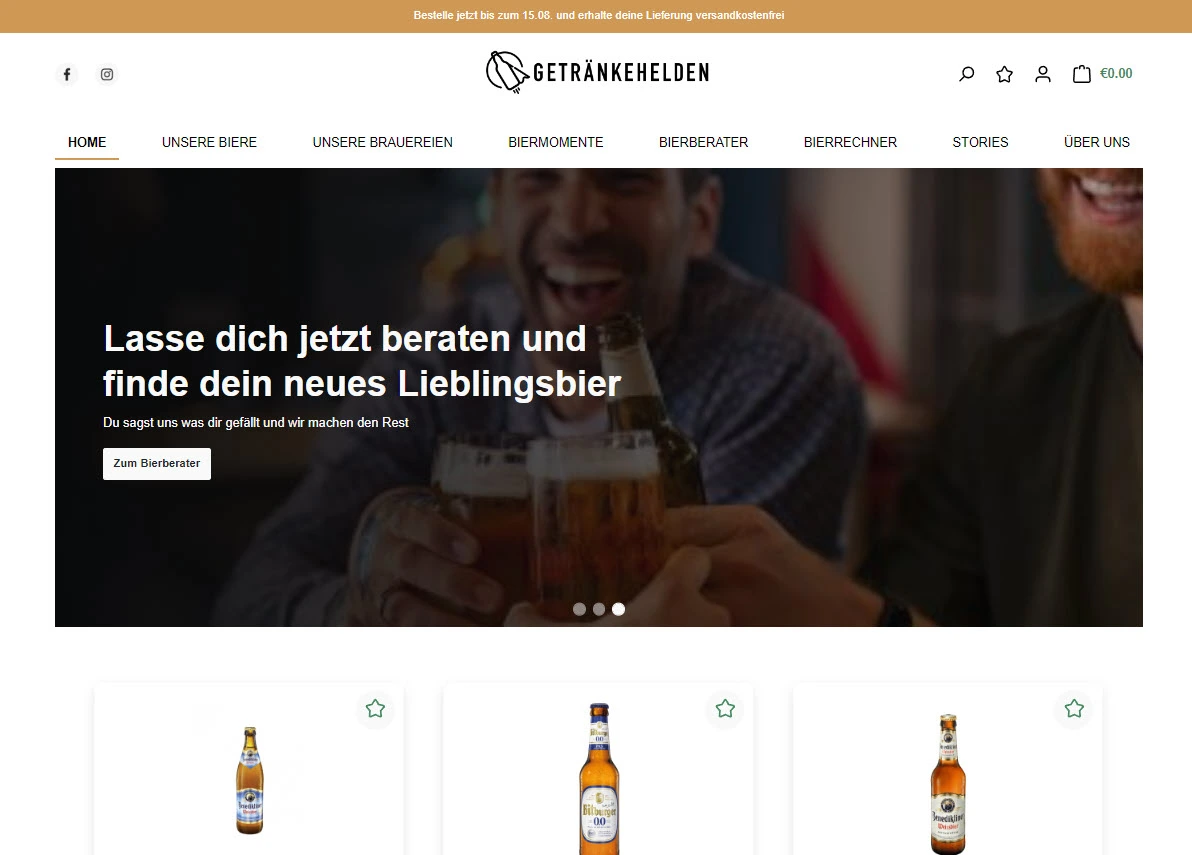 Bestelle jetzt bis zum 15.08. und erhalte deine Lieferung versandkostenfrei
GETRÄNKEHELDEN
€0.00
HOME UNSERE BIERE UNSERE BRAUEREIEN BIERMOMENTE BIERBERATER BIERRECHNER STORIES ÜBER UNS
Lasse dich jetzt beraten und
finde dein neues Lieblingsbier
Du sagst uns was dir gefällt und wir machen den Rest
Zum Bierberater
Bitburger
0,0
Benediktiner
Weissbier